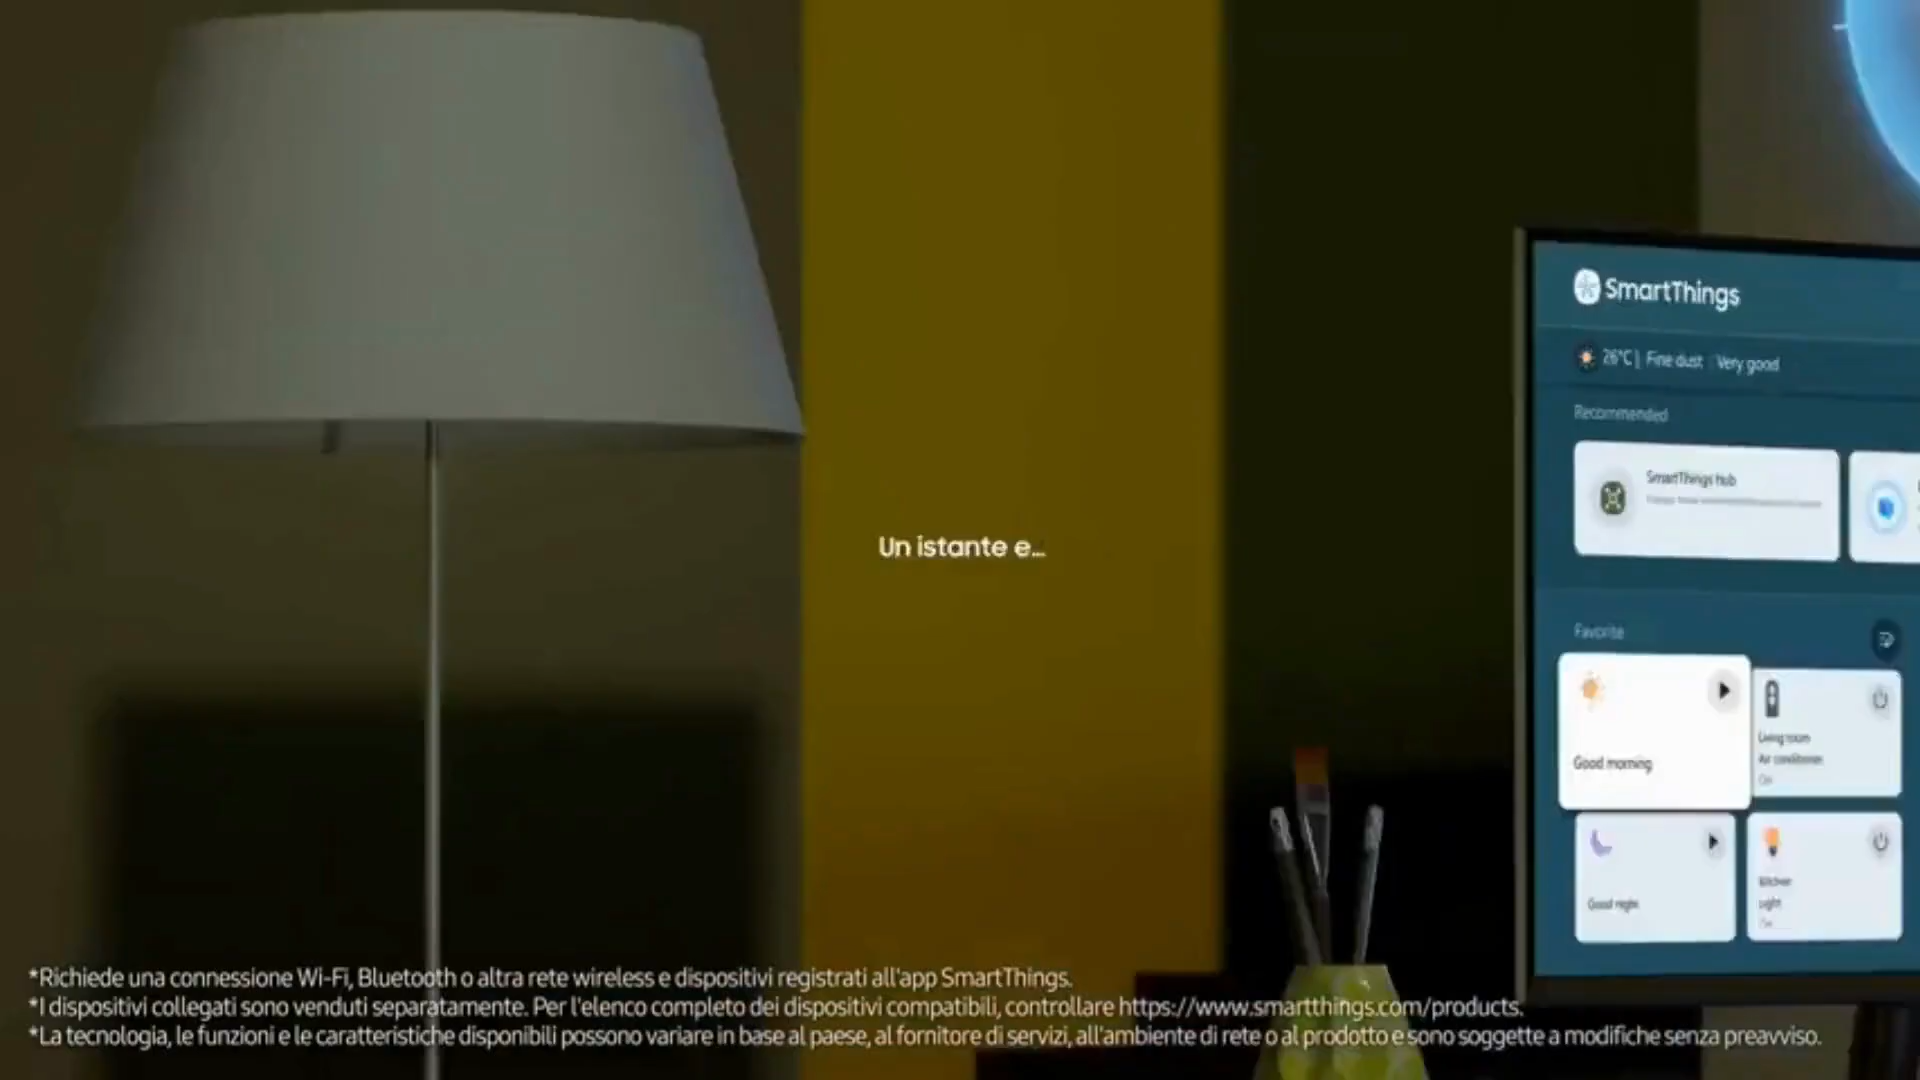 SmartThings
26°C | Fine dust Very good
Recommended
SmartThings Hub
Un istante e...
Favorite
Good morning
Living room
Air conditioner
On
Good night
Kitchen
Light
On
*Richiede una connessione Wi-Fi, Bluetooth o altra rete wireless e dispositivi registrati all'app SmartThings.
*I dispositivi collegati sono venduti separatamente. Per l'elenco completo dei dispositivi compatibili, controllare https://www.smartthings.com/products.
*La tecnologia, le funzioni e le caratteristiche disponibili possono variare in base al paese, al fornitore di servizi, all'ambiente di rete o al prodotto e sono soggette a modifiche senza preavviso.